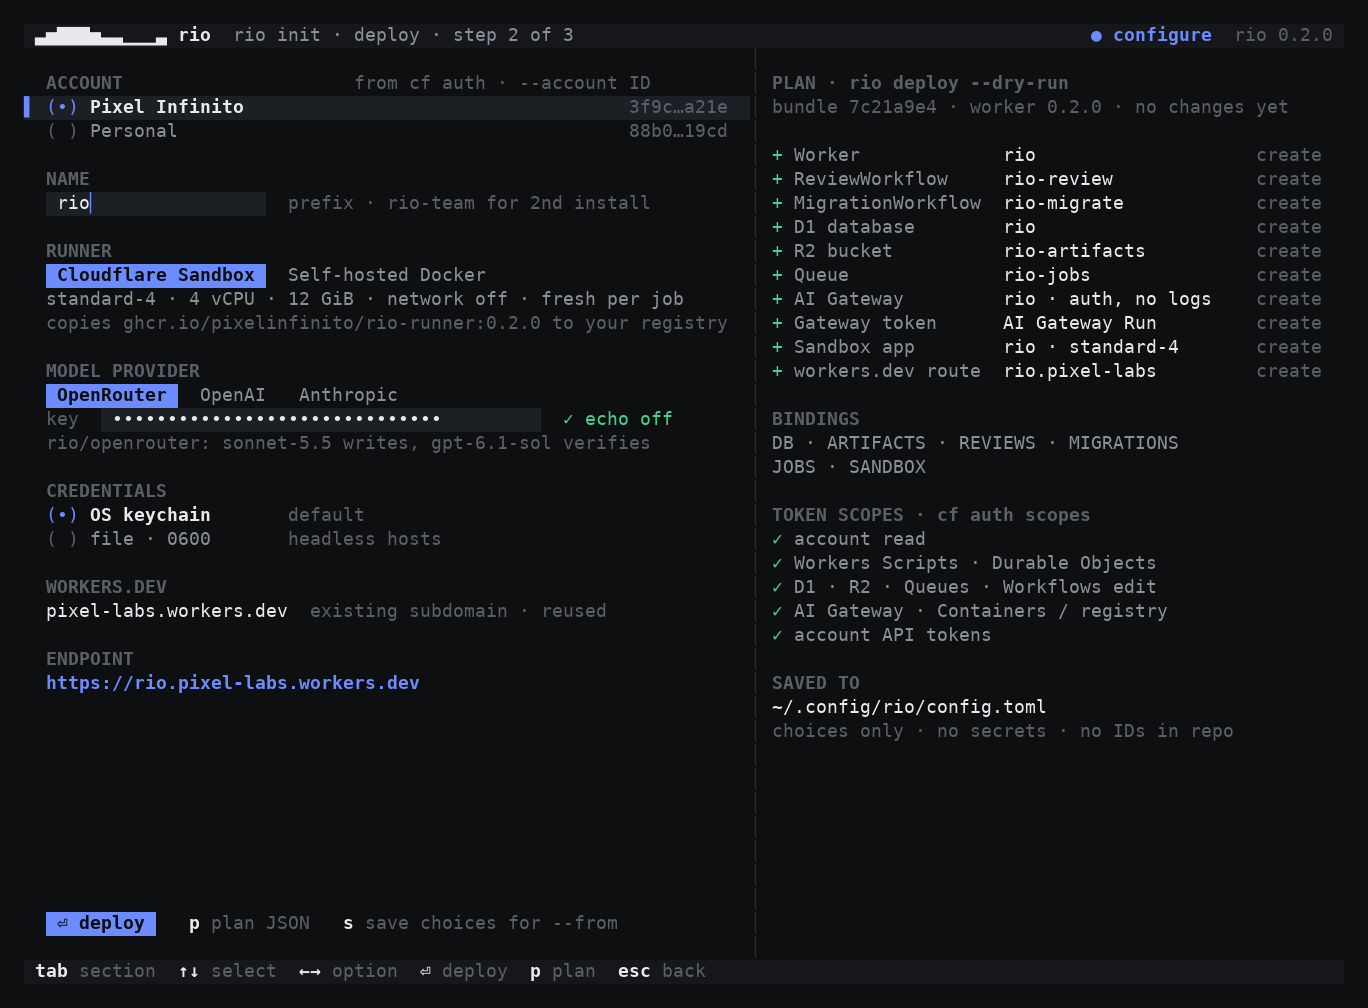 rio  rio init · deploy · step 2 of 3
● configure  rio 0.2.0
ACCOUNT  from cf auth · --account ID
(•) Pixel Infinito  3f9c…a21e
( ) Personal  88b0…19cd
NAME
rio  prefix · rio-team for 2nd install
RUNNER
Cloudflare Sandbox  Self-hosted Docker
standard-4 · 4 vCPU · 12 GiB · network off · fresh per job
copies ghcr.io/pixelinfinito/rio-runner:0.2.0 to your registry
MODEL PROVIDER
OpenRouter  OpenAI  Anthropic
key  ••••••••••••••••••••••••••••••  ✓ echo off
rio/openrouter: sonnet-5.5 writes, gpt-6.1-sol verifies
CREDENTIALS
(•) OS keychain  default
( ) file · 0600  headless hosts
WORKERS.DEV
pixel-labs.workers.dev  existing subdomain · reused
ENDPOINT
https://rio.pixel-labs.workers.dev
⏎ deploy  p plan JSON  s save choices for --from
PLAN · rio deploy --dry-run
bundle 7c21a9e4 · worker 0.2.0 · no changes yet
+ Worker  rio  create
+ ReviewWorkflow  rio-review  create
+ MigrationWorkflow  rio-migrate  create
+ D1 database  rio  create
+ R2 bucket  rio-artifacts  create
+ Queue  rio-jobs  create
+ AI Gateway  rio · auth, no logs  create
+ Gateway token  AI Gateway Run  create
+ Sandbox app  rio · standard-4  create
+ workers.dev route  rio.pixel-labs  create
BINDINGS
DB · ARTIFACTS · REVIEWS · MIGRATIONS
JOBS · SANDBOX
TOKEN SCOPES · cf auth scopes
✓ account read
✓ Workers Scripts · Durable Objects
✓ D1 · R2 · Queues · Workflows edit
✓ AI Gateway · Containers / registry
✓ account API tokens
SAVED TO
~/.config/rio/config.toml
choices only · no secrets · no IDs in repo
tab section  ↑↓ select  ←→ option  ⏎ deploy  p plan  esc back